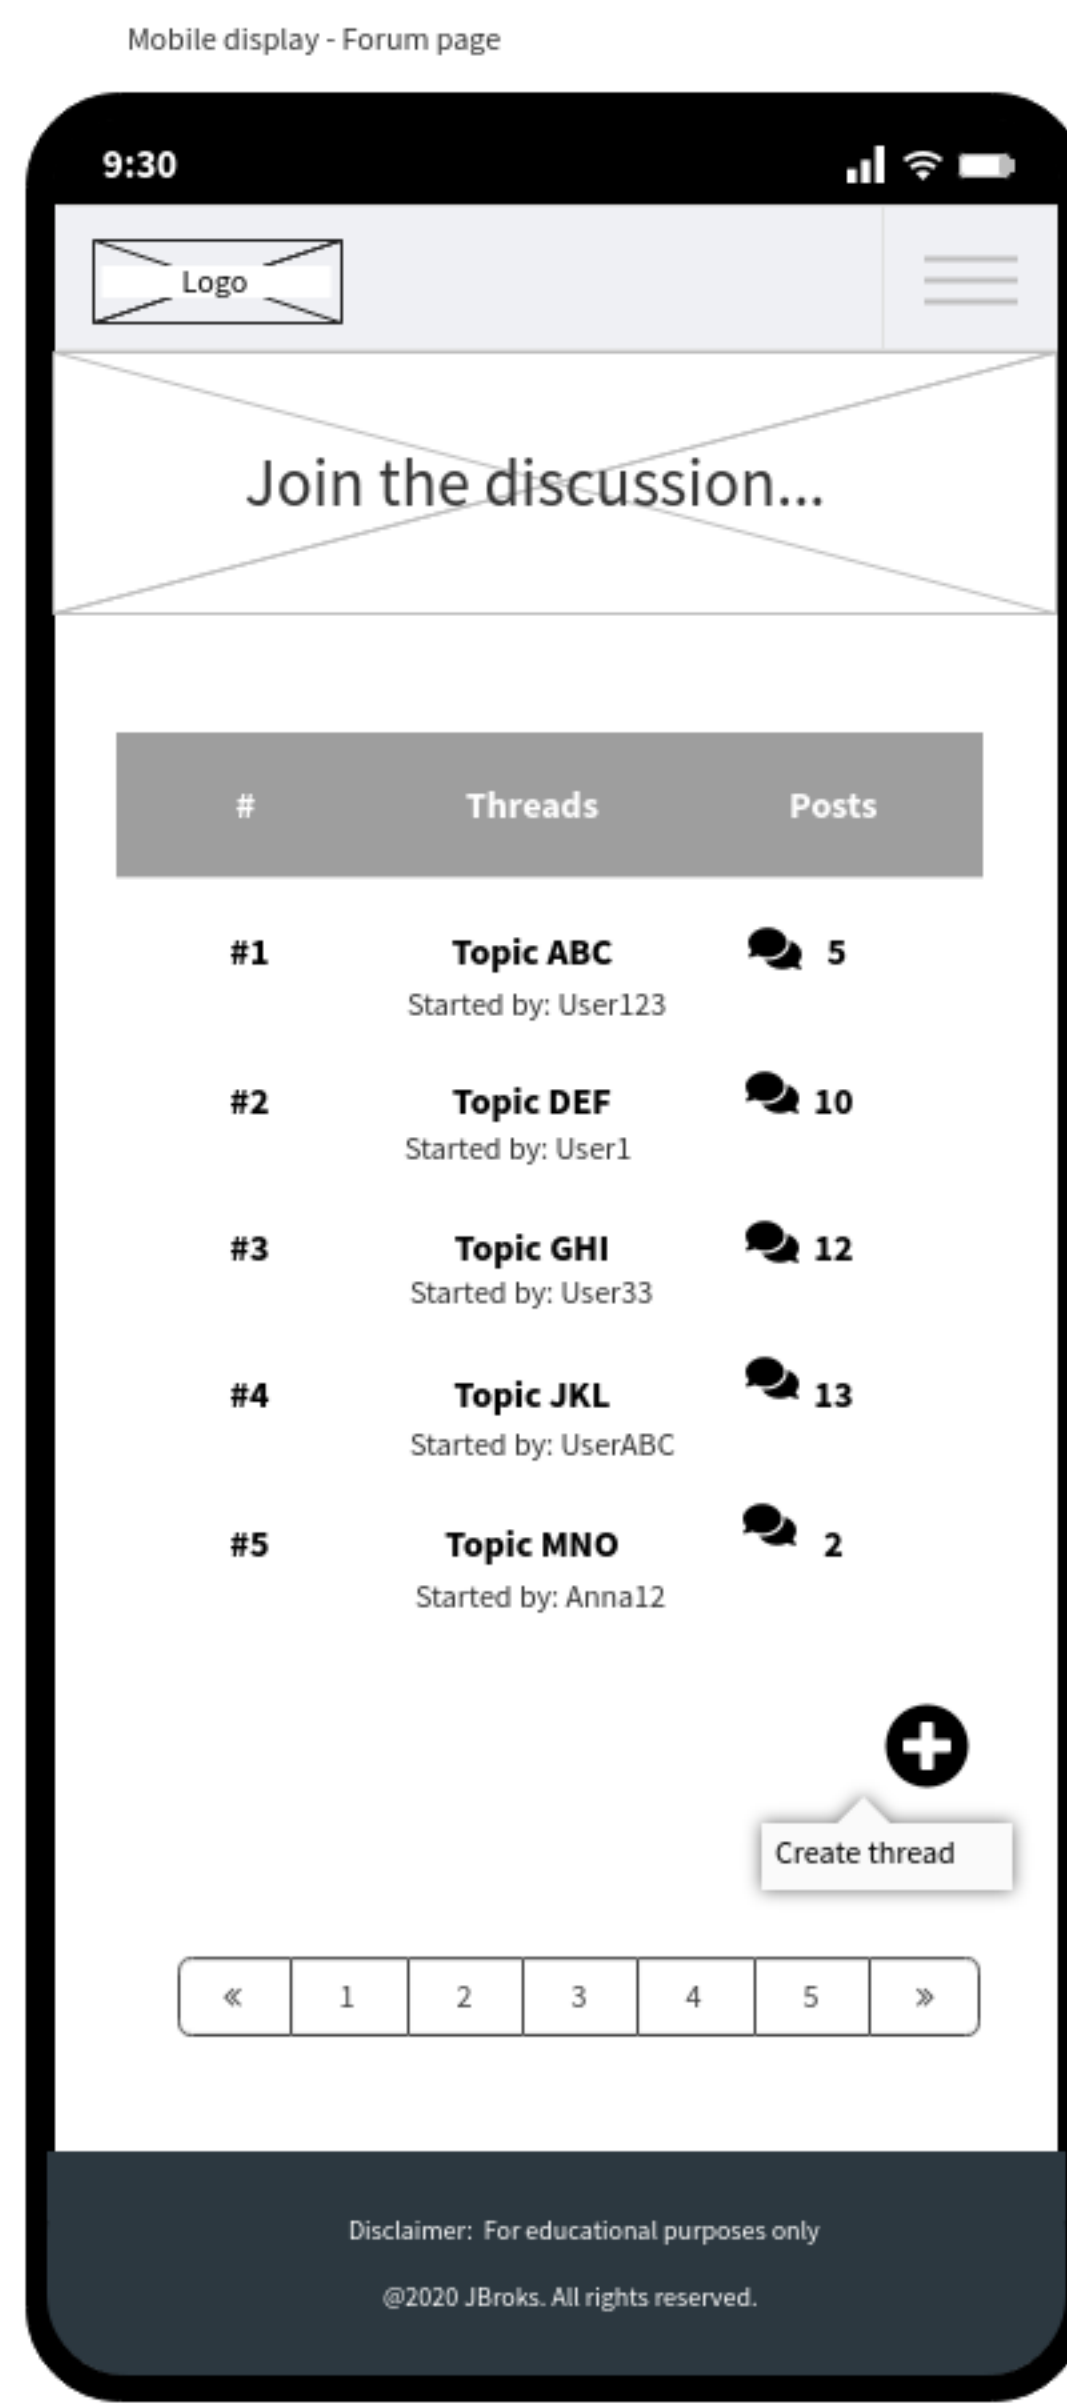 Mobile display - Forum page
9:30
Logo
Join the discussion...
# Threads Posts
#1 Topic ABC 5
Started by: User123
#2 Topic DEF 10
Started by: User1
#3 Topic GHI 12
Started by: User33
#4 Topic JKL 13
Started by: UserABC
#5 Topic MNO 2
Started by: Anna12
Create thread
« 1 2 3 4 5 »
Disclaimer: For educational purposes only
@2020 JBroks. All rights reserved.